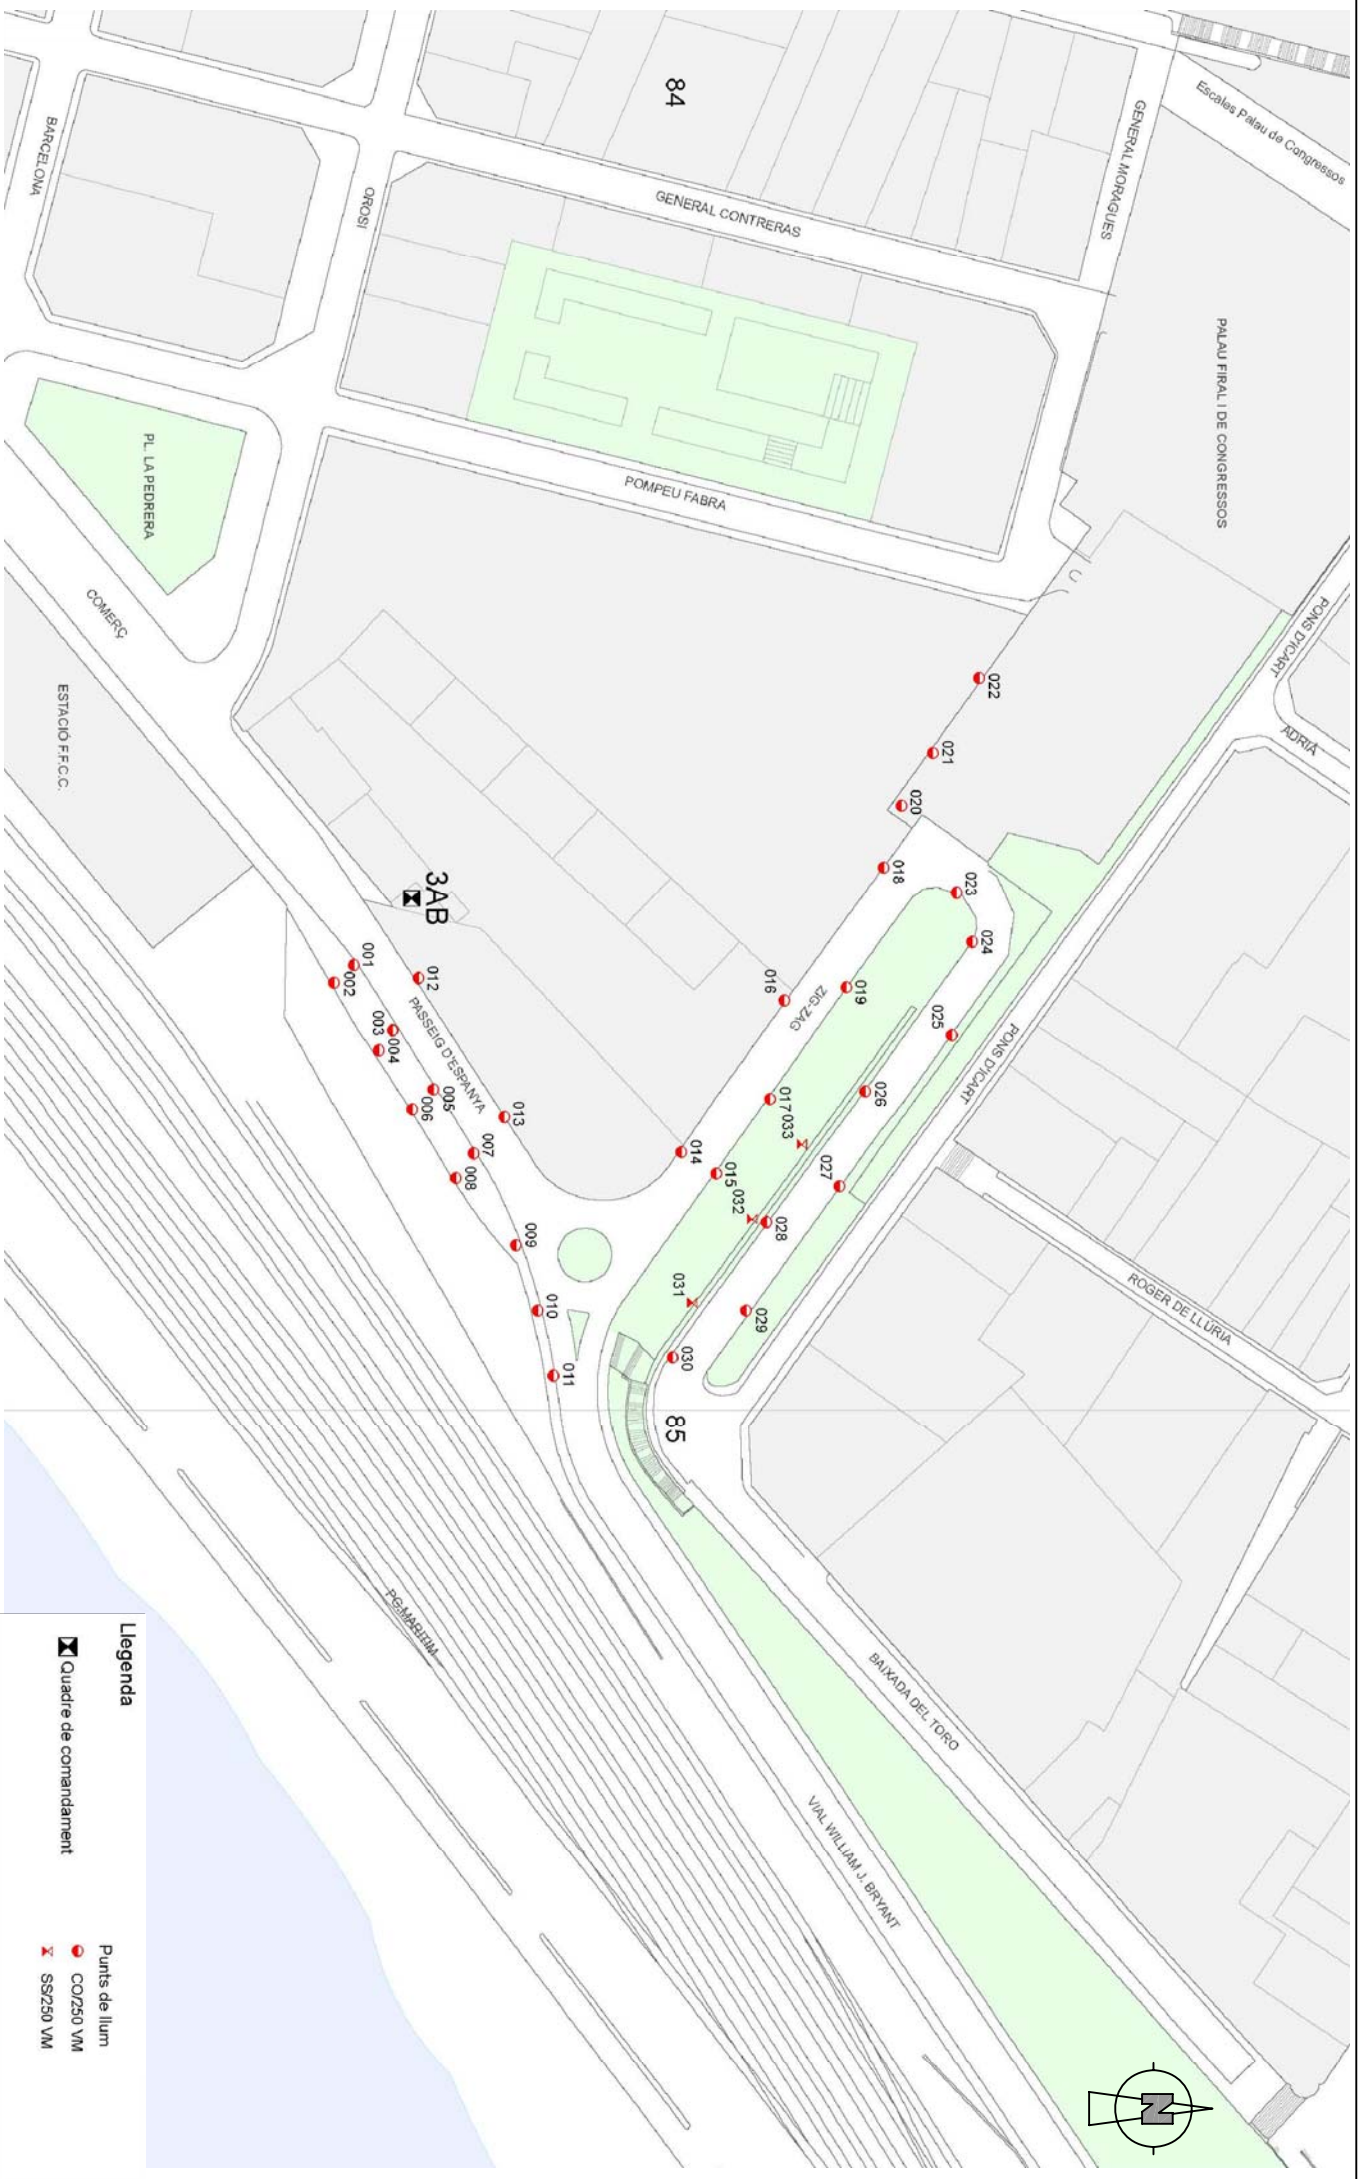 84
GENERAL MORAGUES
Escales Palau de Congressos
BARCELONA
OROSI
GENERAL CONTRERAS
PALAU FIRAL I DE CONGRESSOS
PL. LA PEDRERA
POMPEU FABRA
PONS D'ICART
COMERÇ
ESTACIÓ F.F.C.C.
ADRIÀ
022
021
020
018
023
024
3AB
001
002
012
016
ZIG-ZAG
019
025
PONS D'ICART
003
004
PASSEIG D'ESPANYA
005
006
013
017
033
026
007
008
014
015
032
028
027
009
010
011
031
029
030
ROGER DE LLÚRIA
85
PG.MARITIM
BAIXADA DEL TORO
VIAL WILLIAM J. BRYANT
Llegenda
Quadre de comandament
Punts de llum
CO/250 VM
SS/250 VM
N